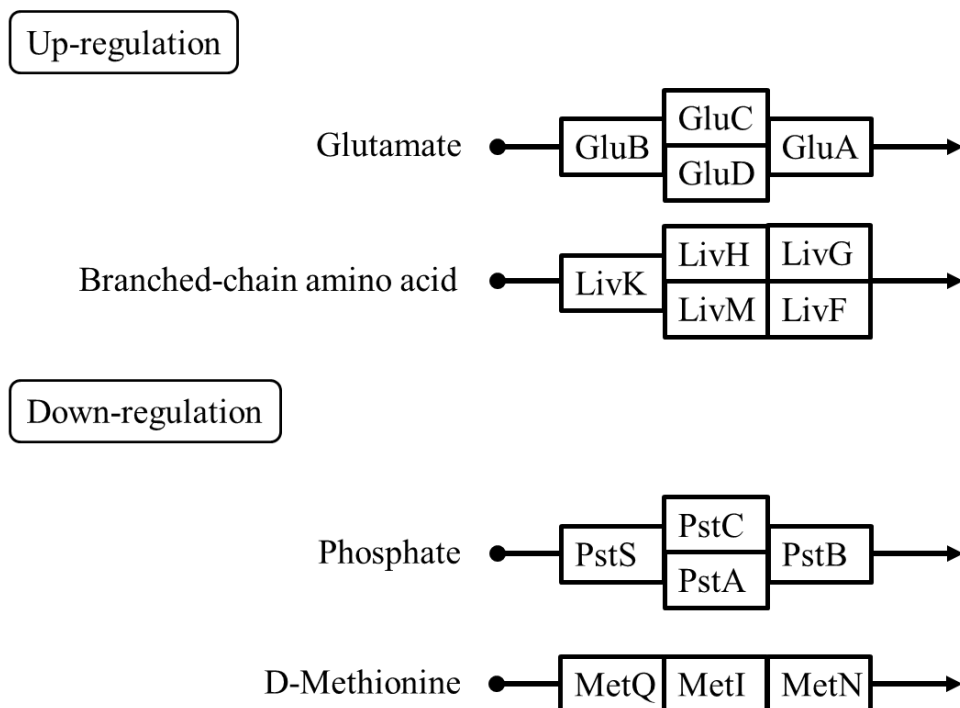 Up-regulation
Glutamate
GluB
GluC
GluD
GluA
Branched-chain amino acid
LivK
LivH
LivG
LivM
LivF
Down-regulation
Phosphate
PstS
PstC
PstA
PstB
D-Methionine
MetQ
MetI
MetN